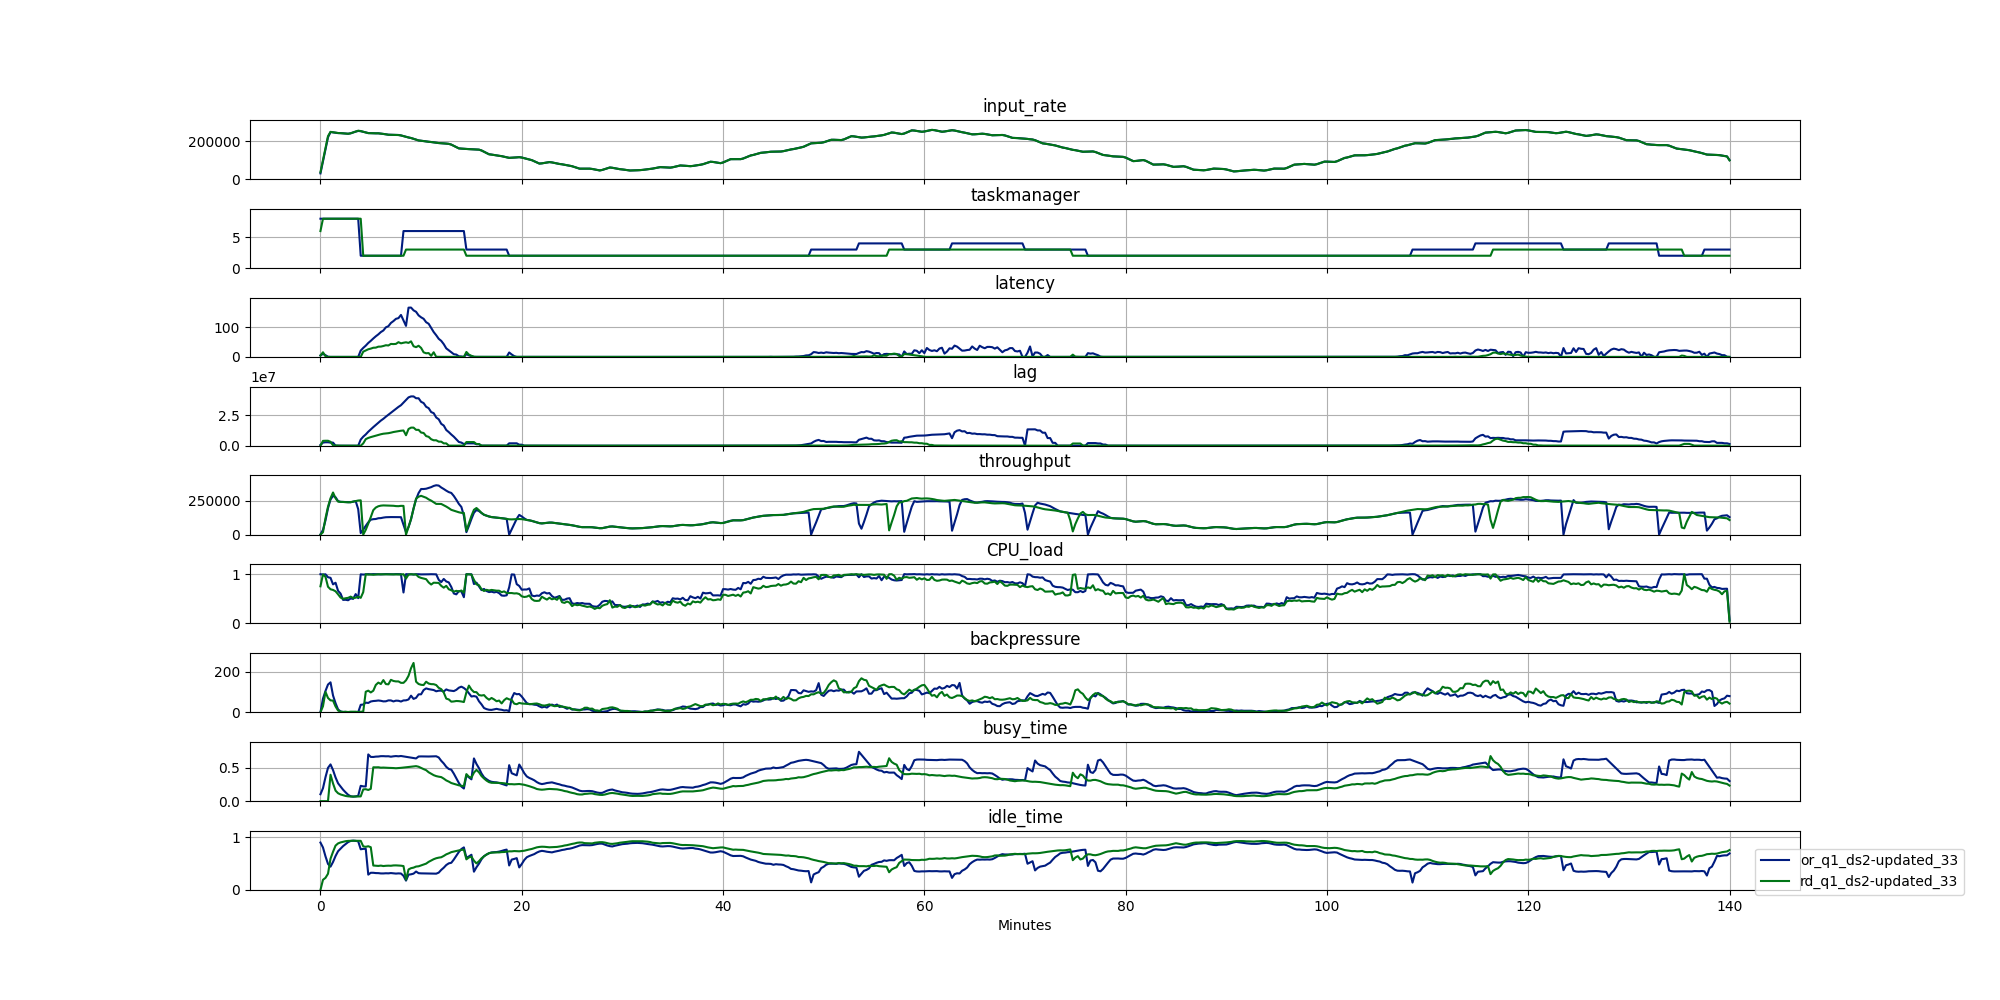 input_rate
200000
0
taskmanager
5
0
latency
100
0
1e7
lag
2.5
0.0
throughput
250000
0
CPU_load
1
0
backpressure
200
0
busy_time
0.5
0.0
idle_time
1
0
or_q1_ds2-updated_33
rd_q1_ds2-updated_33
0 20 40 60 80 100 120 140
Minutes